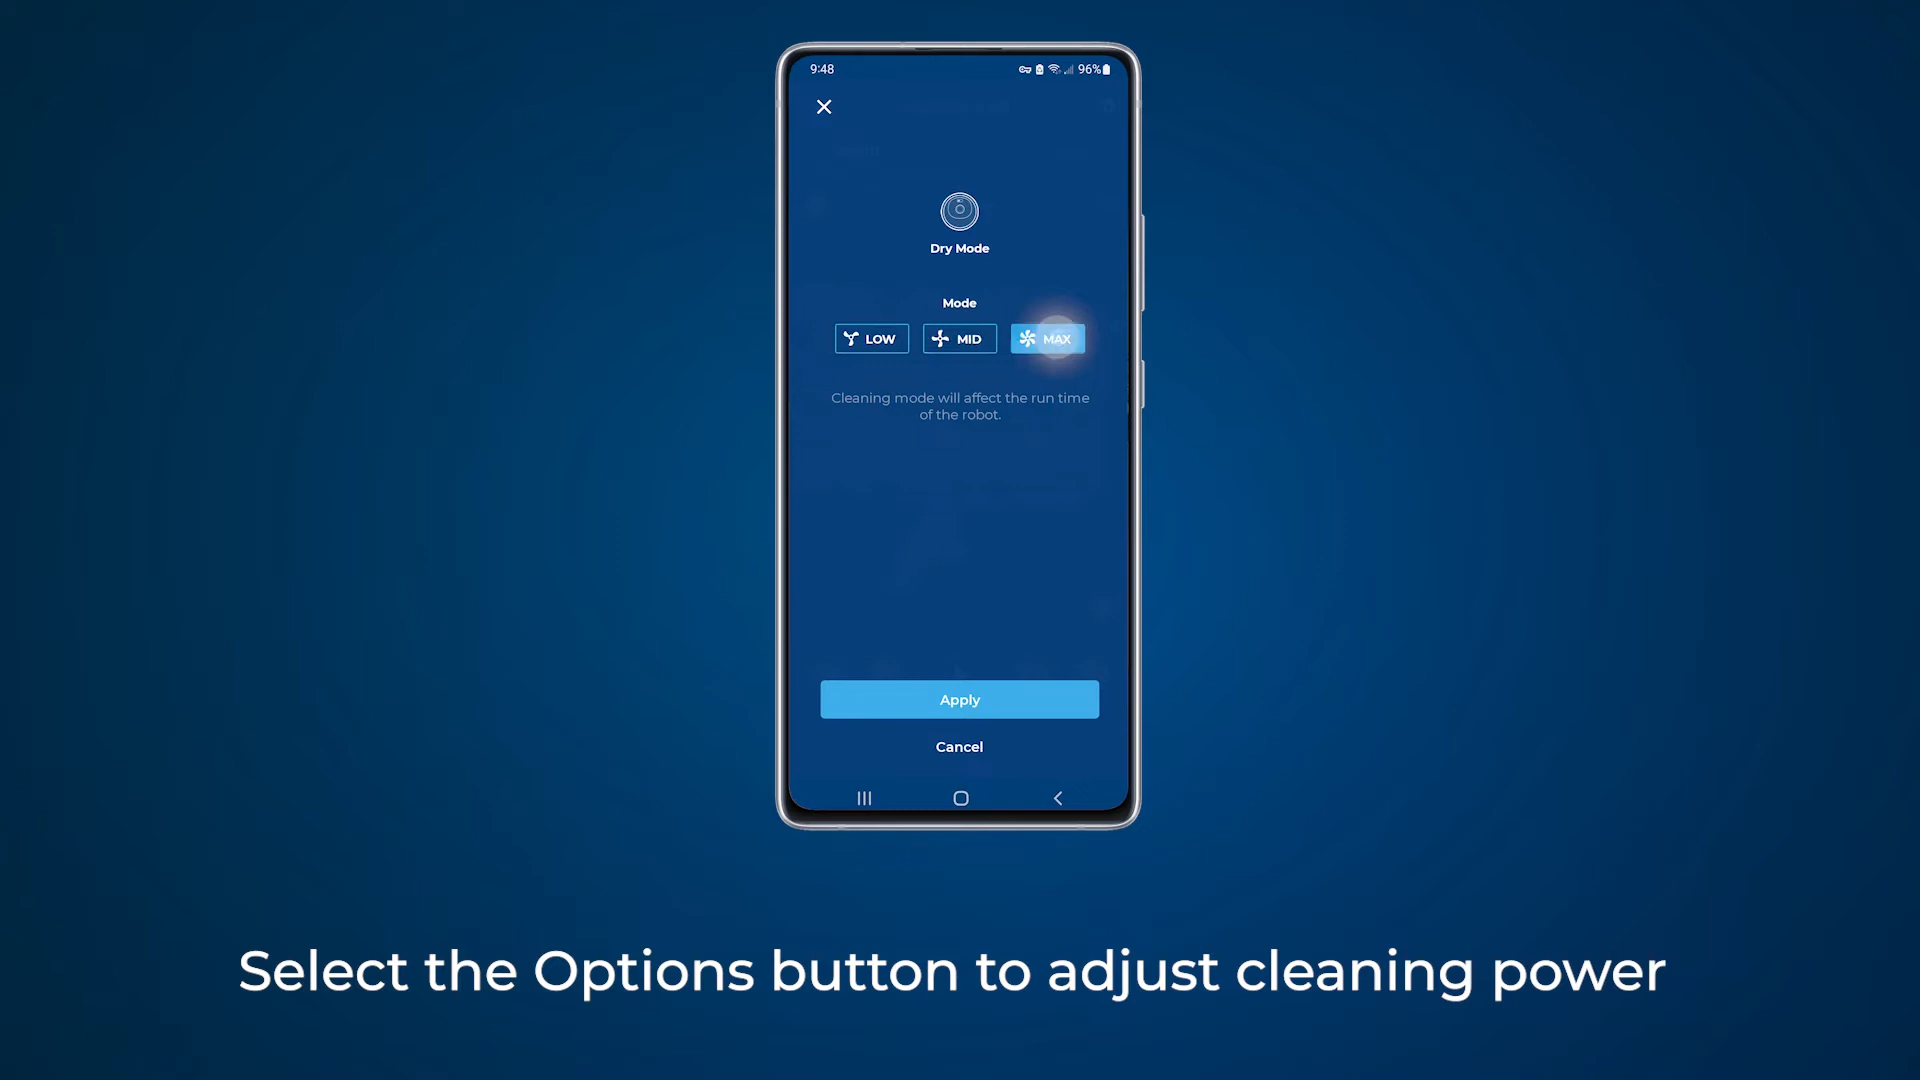 9:48
96%
Dry Mode
Mode
LOW MID MAX
Cleaning mode will affect the run time
of the robot.
Apply
Cancel
Select the Options button to adjust cleaning power